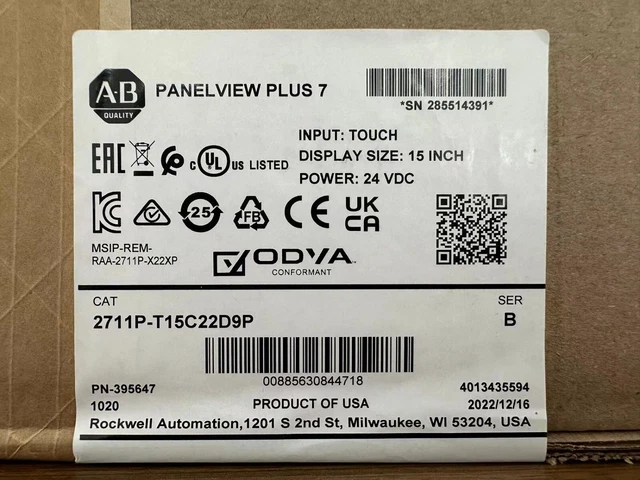 A·B
QUALITY
PANELVIEW PLUS 7
*SN 285514391*
INPUT: TOUCH
DISPLAY SIZE: 15 INCH
POWER: 24 VDC
EAC
C UL US LISTED
25
FB
CE
UK
CA
MSIP-REM-
RAA-2711P-X22XP
ODVA
CONFORMANT
CAT
SER
2711P-T15C22D9P
B
00885630844718
PN-395647
4013435594
1020
PRODUCT OF USA
2022/12/16
Rockwell Automation,1201 S 2nd St, Milwaukee, WI 53204, USA